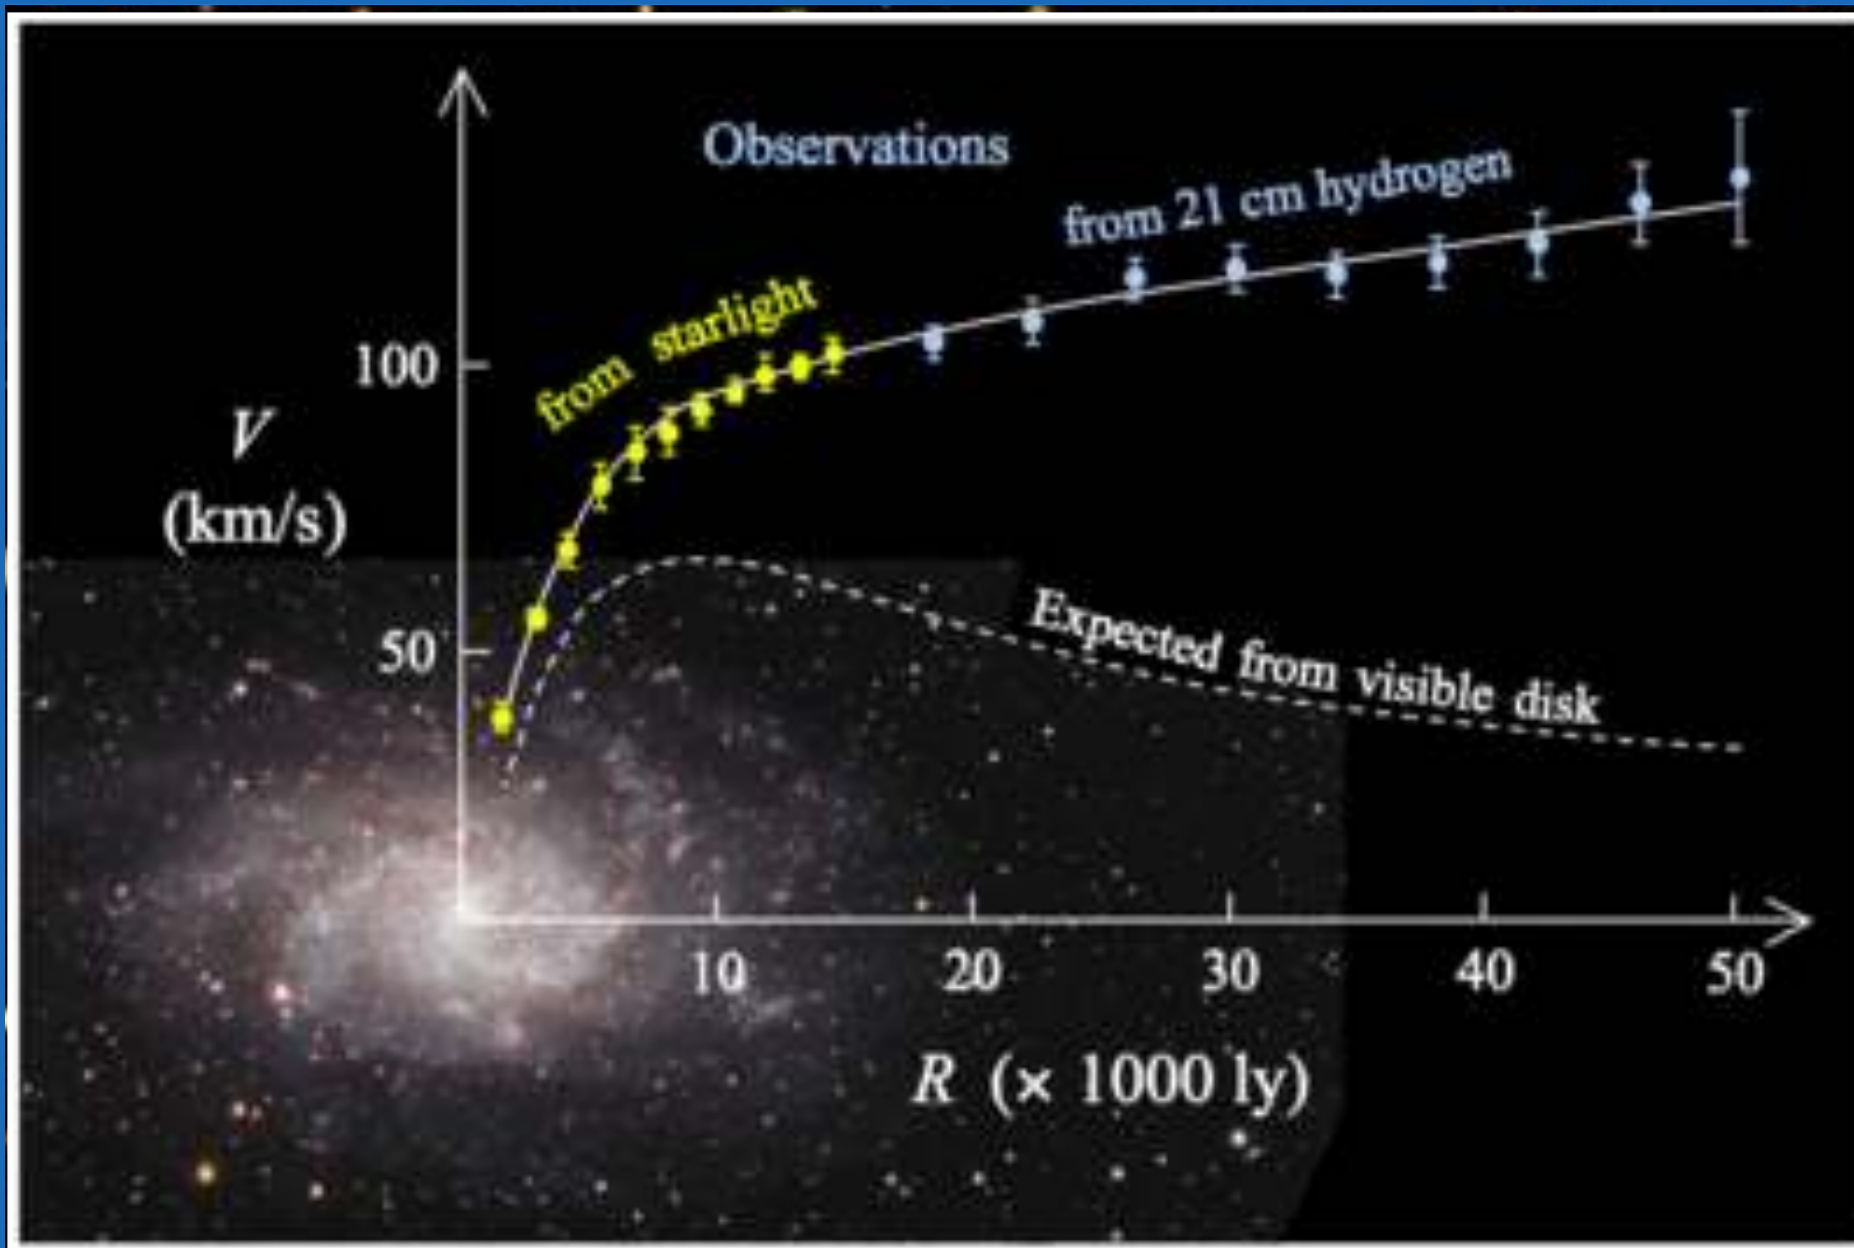 Observations
from 21 cm hydrogen
from starlight
100
V
(km/s)
50
Expected from visible disk
10 20 30 40 50
R (× 1000 ly)